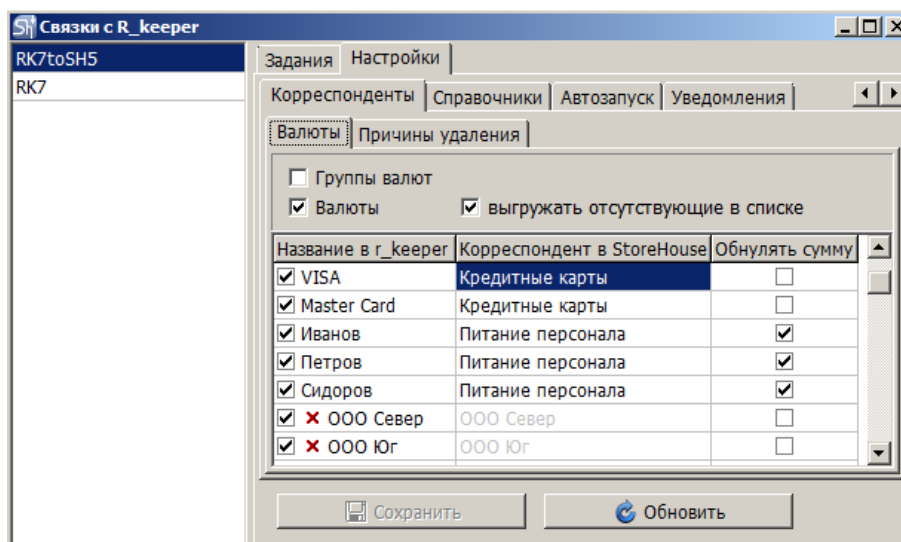 Sh Связки с R_keeper
RK7toSH5
RK7
Задания Настройки
Корреспонденты Справочники Автозапуск Уведомления
Валюты Причины удаления
Группы валют
Валюты выгружать отсутствующие в списке
Название в r_keeper Корреспондент в StoreHouse Обнулять сумму
VISA Кредитные карты
Master Card Кредитные карты
Иванов Питание персонала
Петров Питание персонала
Сидоров Питание персонала
ООО Север ООО Север
ООО Юг ООО Юг
Сохранить Обновить